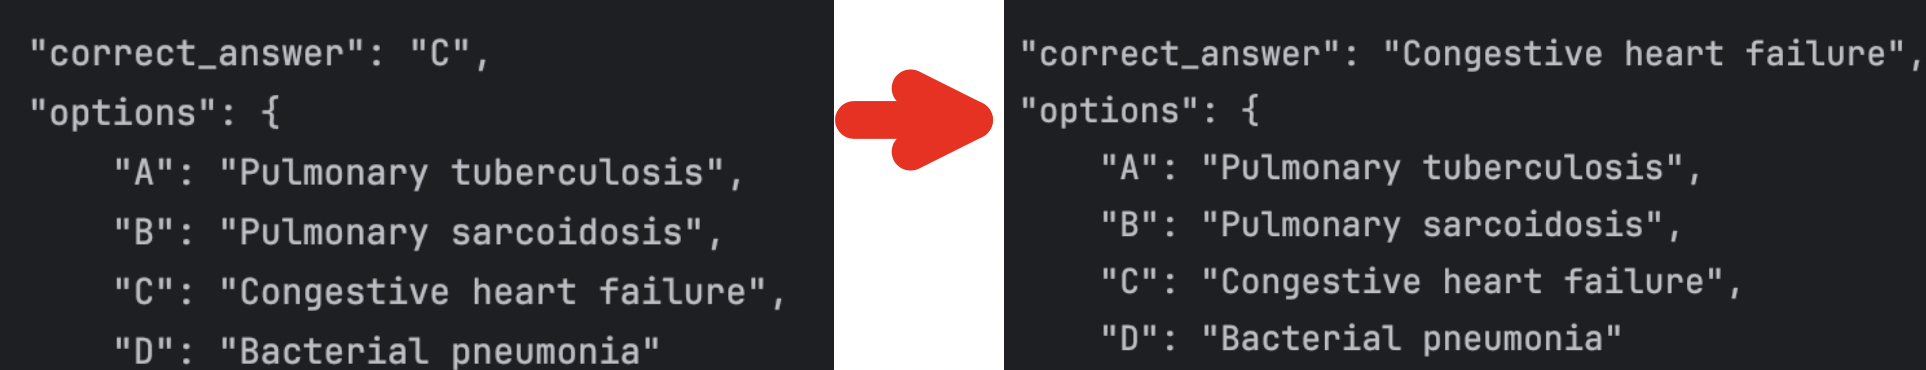 "correct_answer": "C",
"options": {
"A": "Pulmonary tuberculosis",
"B": "Pulmonary sarcoidosis",
"C": "Congestive heart failure",
"D": "Bacterial pneumonia"
"correct_answer": "Congestive heart failure",
"options": {
"A": "Pulmonary tuberculosis",
"B": "Pulmonary sarcoidosis",
"C": "Congestive heart failure",
"D": "Bacterial pneumonia"